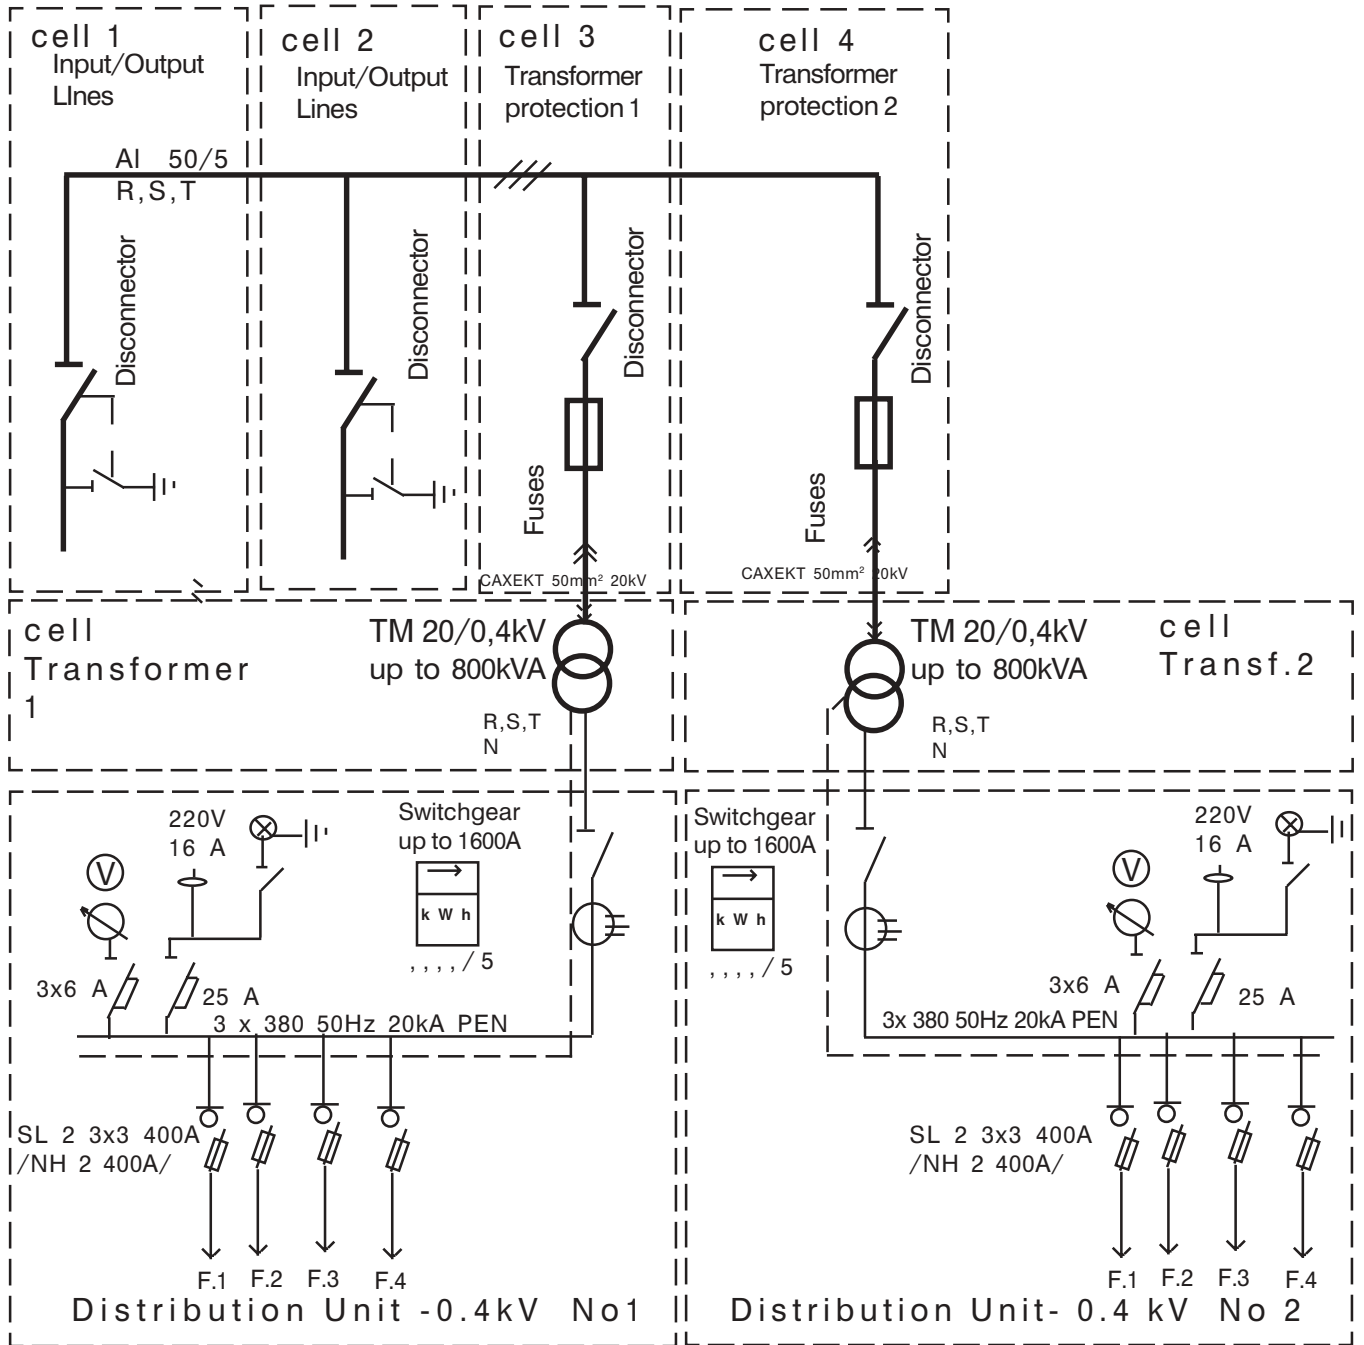 cell 1
Input/Output
LInes
cell 2
Input/Output
Lines
cell 3
Transformer
protection 1
cell 4
Transformer
protection 2
Al 50/5
R,S,T
Disconnector
Disconnector
Disconnector
Disconnector
Fuses
Fuses
CAXEKT 50mm² 20kV
CAXEKT 50mm² 20kV
cell
Transformer
1
TM 20/0,4kV
up to 800kVA
R,S,T
N
TM 20/0,4kV
up to 800kVA
cell
Transf.2
R,S,T
N
220V
16 A
V
3x6 A
25 A
Switchgear
up to 1600A
k W h
, , , , / 5
3 x 380 50Hz 20kA PEN
SL 2 3x3 400A
/NH 2 400A/
F.1 F.2 F.3 F.4
Distribution Unit -0.4kV No1
Switchgear
up to 1600A
k W h
, , , , / 5
220V
16 A
V
3x6 A
25 A
3x 380 50Hz 20kA PEN
SL 2 3x3 400A
/NH 2 400A/
F.1 F.2 F.3 F.4
Distribution Unit- 0.4 kV No 2